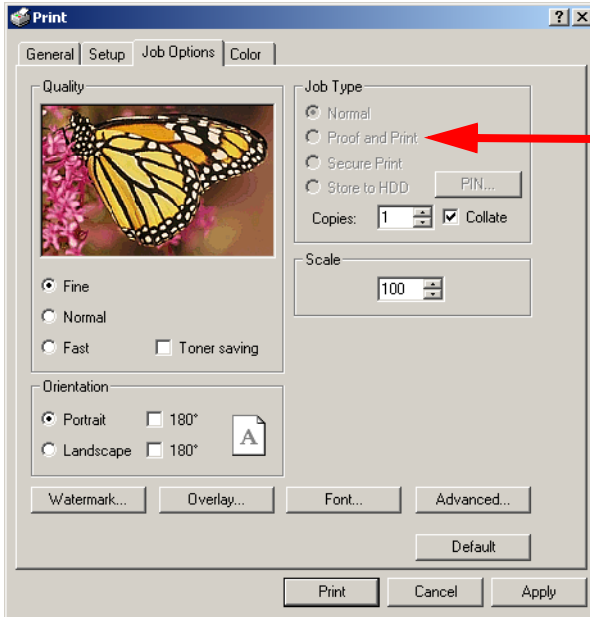 Print
General Setup Job Options Color
Quality
Fine
Normal
Fast Toner saving
Orientation
Portrait 180°
Landscape 180°
A
Job Type
Normal
Proof and Print
Secure Print
Store to HDD PIN...
Copies: 1 Collate
Scale
100
Watermark... Overlay... Font... Advanced...
Default
Print Cancel Apply